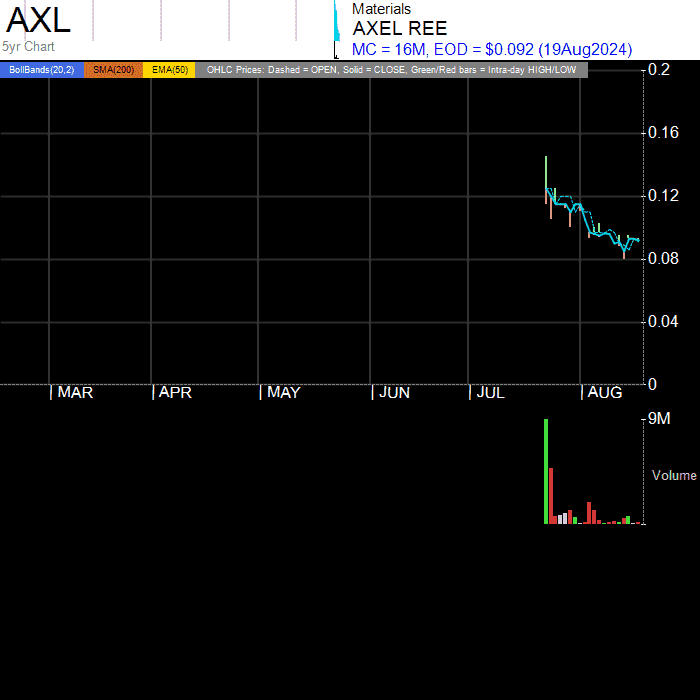 AXL
5yr Chart
Materials
AXEL REE
MC = 16M, EOD = $0.092 (19Aug2024)
BollBands(20,2) SMA(200) EMA(50) OHLC Prices: Dashed = OPEN, Solid = CLOSE, Green/Red bars = Intra-day HIGH/LOW
0.2
0.16
0.12
0.08
0.04
0
MAR APR MAY JUN JUL AUG
9M
Volume